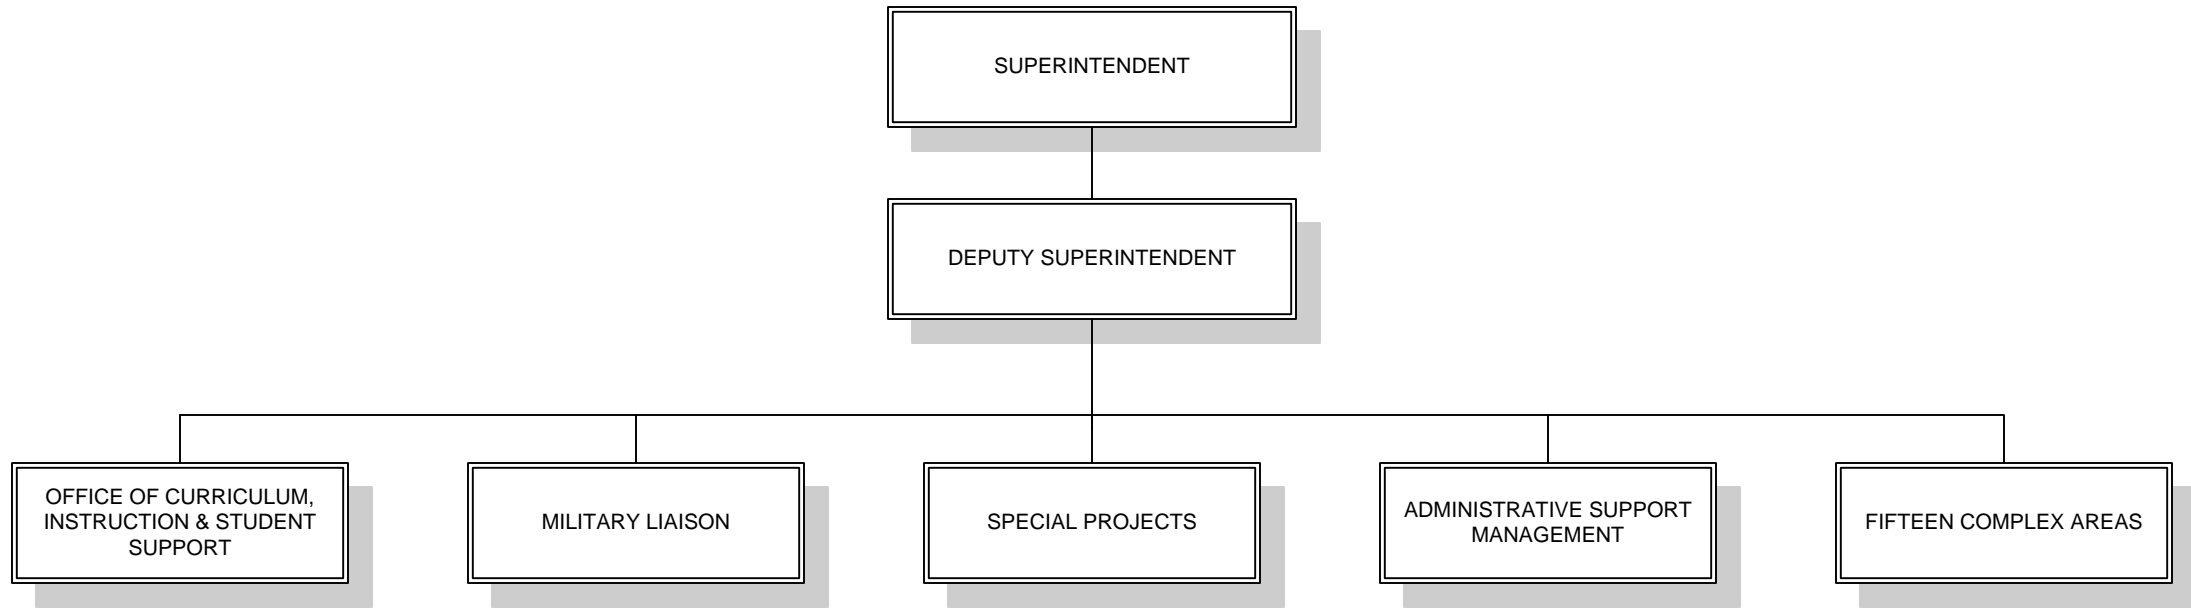 SUPERINTENDENT
DEPUTY SUPERINTENDENT
OFFICE OF CURRICULUM,
INSTRUCTION & STUDENT
SUPPORT
MILITARY LIAISON
SPECIAL PROJECTS
ADMINISTRATIVE SUPPORT
MANAGEMENT
FIFTEEN COMPLEX AREAS